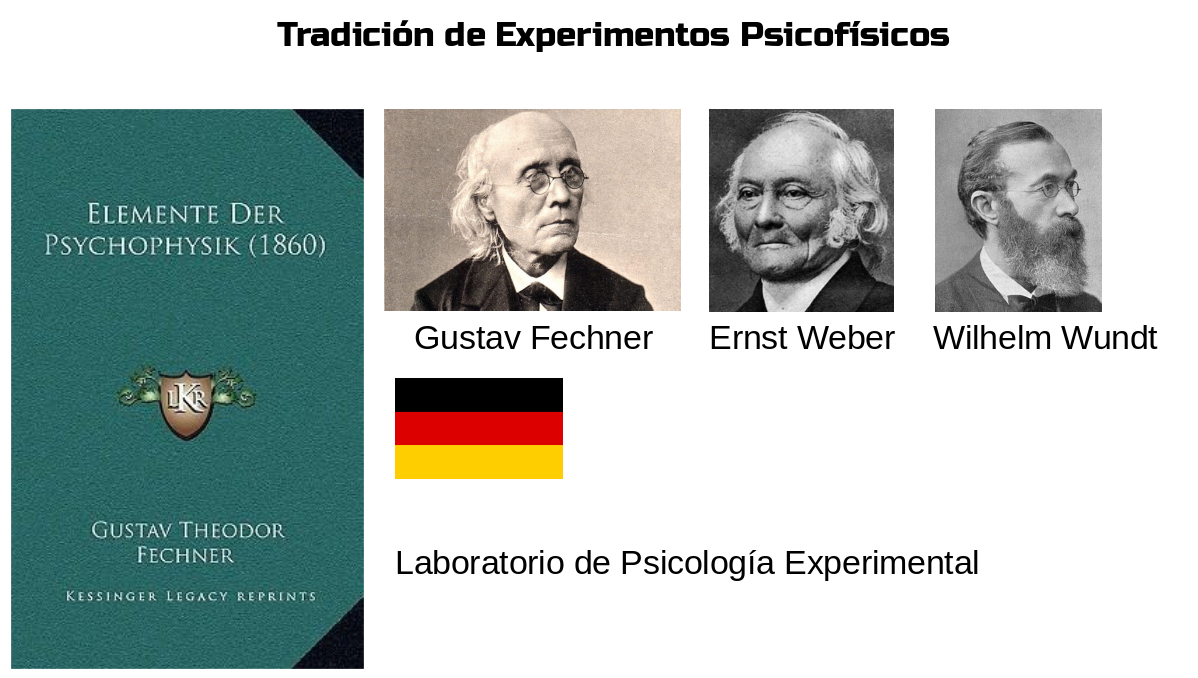 Tradición de Experimentos Psicofísicos
Elemente Der
Psychophysik (1860)
LKR
Gustav Theodor
Fechner
Kessinger Legacy reprints
Gustav Fechner
Ernst Weber
Wilhelm Wundt
Laboratorio de Psicología Experimental